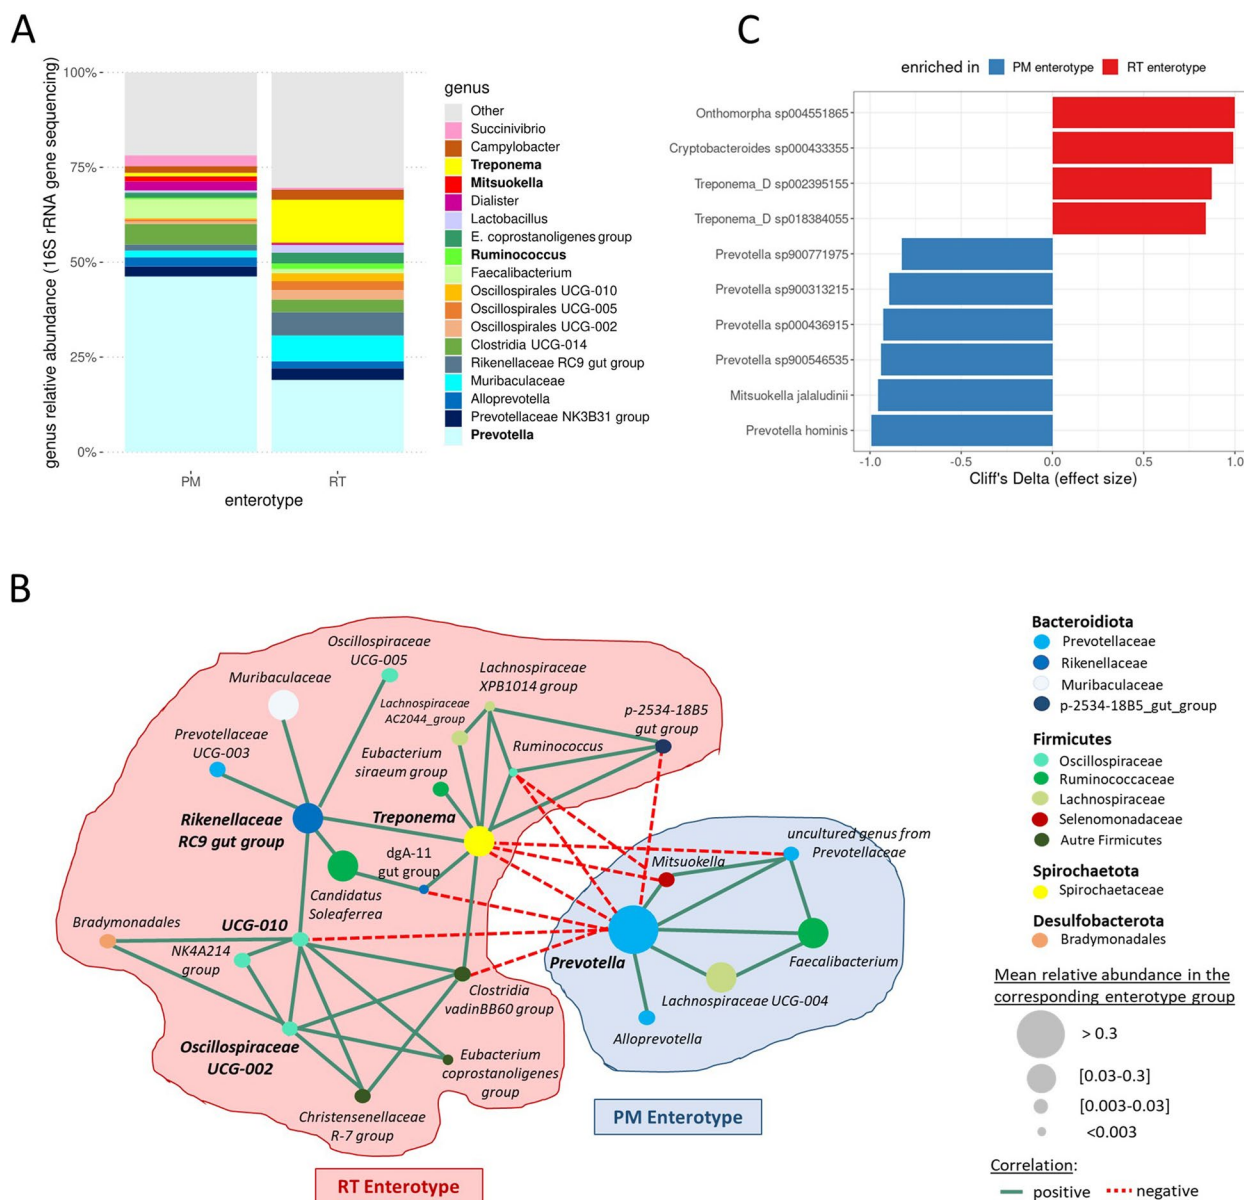 A
genus relative abundance (16S rRNA gene sequencing)
100%
75%
50%
25%
0%
PM
RT
enterotype
genus
Other
Succinivibrio
Campylobacter
Treponema
Mitsuokella
Dialister
Lactobacillus
E. coprostanoligenes group
Ruminococcus
Faecalibacterium
Oscillospirales UCG-010
Oscillospirales UCG-005
Oscillospirales UCG-002
Clostridia UCG-014
Rikenellaceae RC9 gut group
Muribaculaceae
Alloprevotella
Prevotellaceae NK3B31 group
Prevotella
C
enriched in PM enterotype RT enterotype
Onthomorpha sp004551865
Cryptobacteroides sp000433355
Treponema_D sp002395155
Treponema_D sp018384055
Prevotella sp900771975
Prevotella sp900313215
Prevotella sp000436915
Prevotella sp900546535
Mitsuokella jalaludinii
Prevotella hominis
-1.0 -0.5 0.0 0.5 1.0
Cliff's Delta (effect size)
B
Oscillospiraceae
UCG-005
Muribaculaceae
Lachnospiraceae
XPB1014 group
Lachnospiraceae
AC2044_group
p-2534-18B5
gut group
Prevotellaceae
UCG-003
Eubacterium
siraeum group
Ruminococcus
Rikenellaceae
RC9 gut group
Treponema
dgA-11
gut group
Candidatus
Soleaferrea
Bradymonadales
UCG-010
NK4A214
group
Clostridia
vadinBB60 group
Oscillospiraceae
UCG-002
Eubacterium
coprostanoligenes
group
Christensenellaceae
R-7 group
RT Enterotype
uncultured genus from
Prevotellaceae
Mitsuokella
Prevotella
Faecalibacterium
Lachnospiraceae UCG-004
Alloprevotella
PM Enterotype
Bacteroidiota
Prevotellaceae
Rikenellaceae
Muribaculaceae
p-2534-18B5_gut_group
Firmicutes
Oscillospiraceae
Ruminococcaceae
Lachnospiraceae
Selenomonadaceae
Autre Firmicutes
Spirochaetota
Spirochaetaceae
Desulfobacterota
Bradymonadales
Mean relative abundance in the
corresponding enterotype group
> 0.3
[0.03-0.3]
[0.003-0.03]
<0.003
Correlation:
positive negative